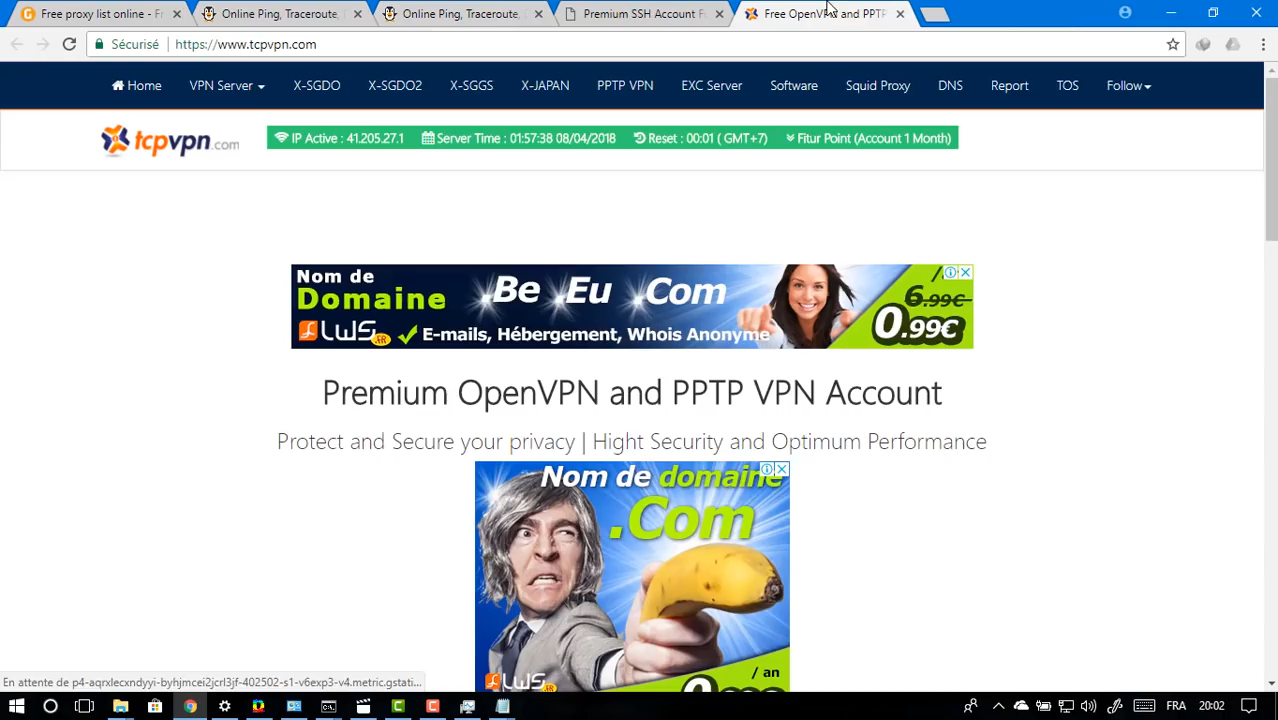 Free proxy list online - Fr
Online Ping, Traceroute,
Online Ping, Traceroute,
Premium SSH Account F
Free OpenVPN and PPTP
Sécurisé
https://www.tcpvpn.com
Home
VPN Server
X-SGDO
X-SGDO2
X-SGGS
X-JAPAN
PPTP VPN
EXC Server
Software
Squid Proxy
DNS
Report
TOS
Follow
tcpvpn.com
IP Active : 41.205.27.1
Server Time : 01:57:38 08/04/2018
Reset : 00:01 ( GMT+7)
Fitur Point (Account 1 Month)
Nom de
Domaine
.Be .Eu .Com
LWS.FR
E-mails, Hébergement, Whois Anonyme
6.99€
0.99€
Premium OpenVPN and PPTP VPN Account
Protect and Secure your privacy | Hight Security and Optimum Performance
Nom de domaine
.Com
LWS.FR
/ an
En attente de p4-aqrxlecxndyyi-byhjmcei2jcrl3jf-402502-s1-v6exp3-v4.metric.gstati...
FRA
20:02